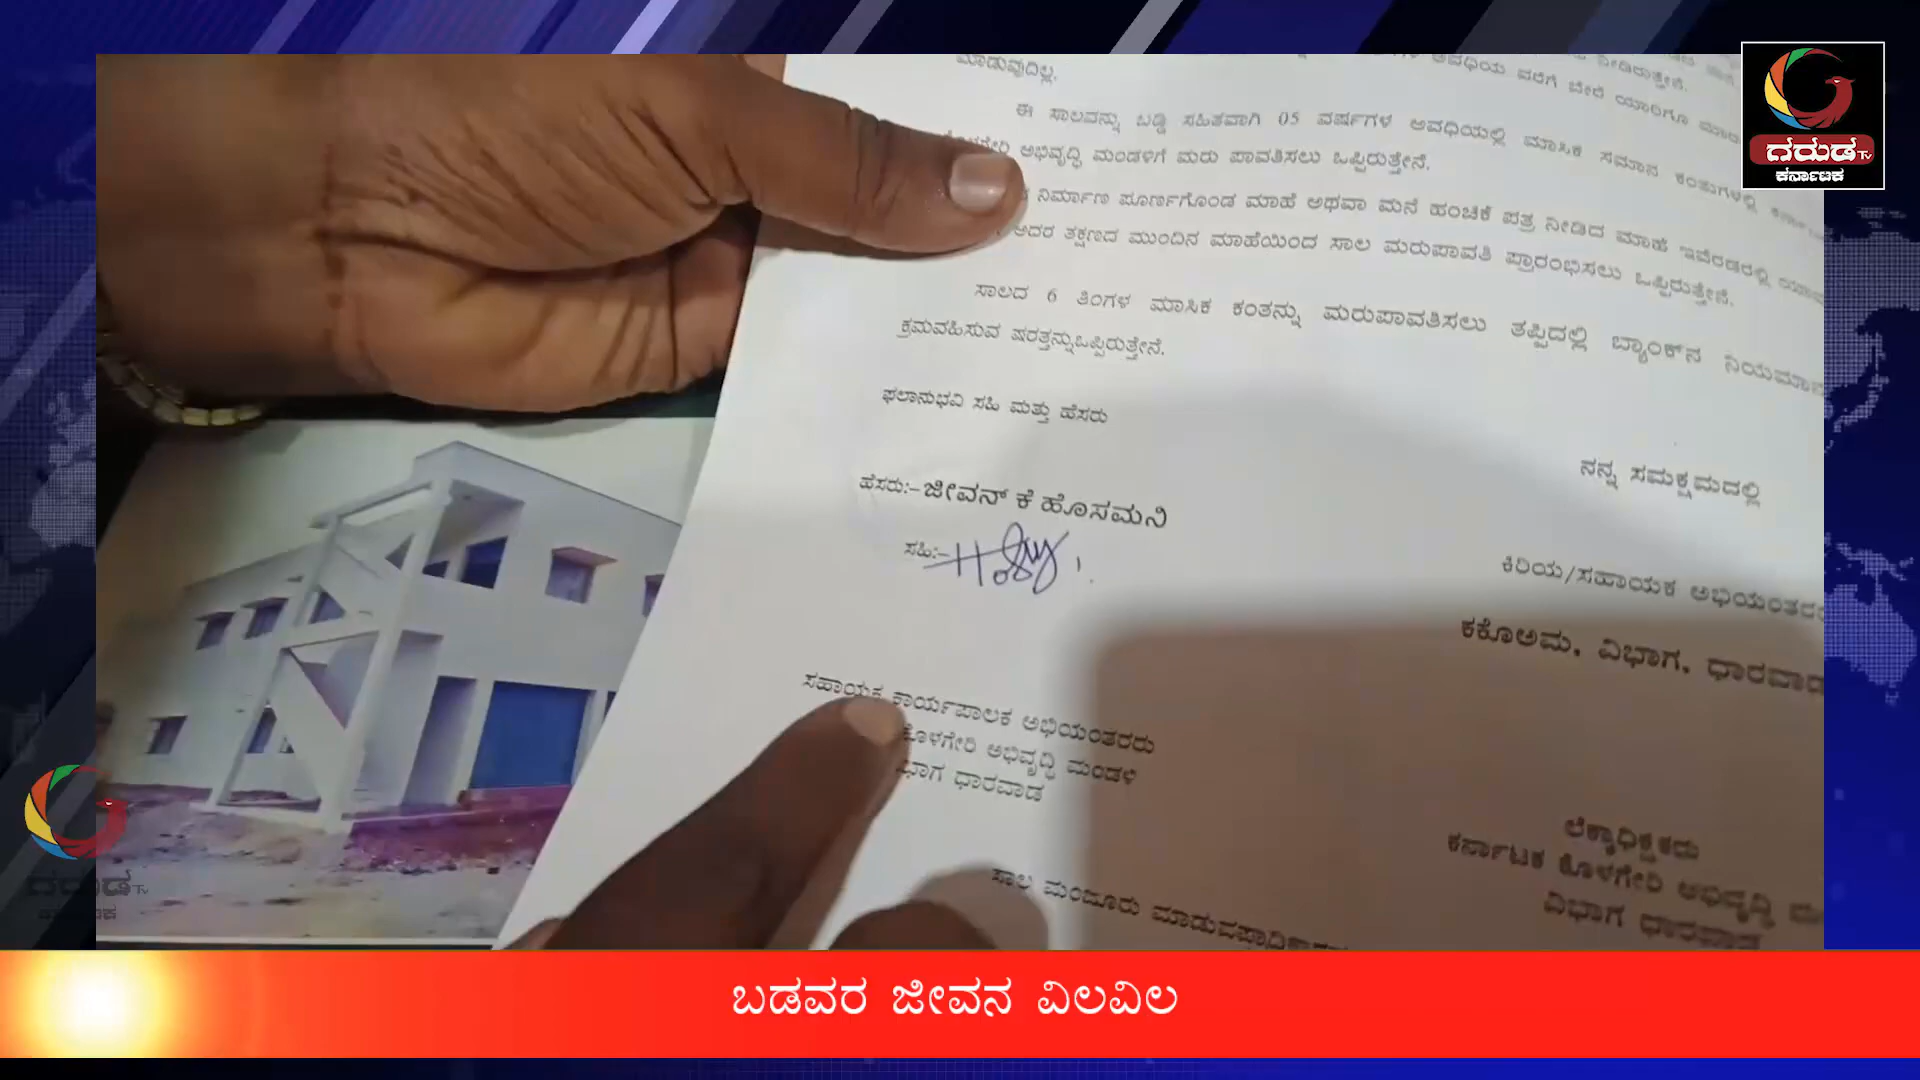 ಮಾಡುವುದಿಲ್ಲ.
ನೀಡಿರುತ್ತೇನೆ.
ಅವಧಿಯ ವರೆಗೆ ಬೇರೆ ಯಾರಿಗೂ
ಈ ಸಾಲವನ್ನು ಬಡ್ಡಿ ಸಹಿತವಾಗಿ 05 ವರ್ಷಗಳ ಅವಧಿಯಲ್ಲಿ ಮಾಸಿಕ ಸಮಾನ ಕಂತುಗಳಲ್ಲಿ
ಅಭಿವೃದ್ಧಿ ಮಂಡಳಿಗೆ ಮರು ಪಾವತಿಸಲು ಒಪ್ಪಿರುತ್ತೇನೆ.
ನಿರ್ಮಾಣ ಪೂರ್ಣಗೊಂಡ ಮಾಹೆ ಅಥವಾ ಮನೆ ಹಂಚಿಕೆ ಪತ್ರ ನೀಡಿದ ಮಾಹೆ ಇವೆರಡರಲ್ಲಿ
ಅದರ ತಕ್ಷಣದ ಮುಂದಿನ ಮಾಹೆಯಿಂದ ಸಾಲ ಮರುಪಾವತಿ ಪ್ರಾರಂಭಿಸಲು ಒಪ್ಪಿರುತ್ತೇನೆ.
ಸಾಲದ 6 ತಿಂಗಳ ಮಾಸಿಕ ಕಂತನ್ನು ಮರುಪಾವತಿಸಲು ತಪ್ಪಿದಲ್ಲಿ ಬ್ಯಾಂಕ್‌ನ
ಕ್ರಮವಹಿಸುವ ಷರತ್ತನ್ನುಒಪ್ಪಿರುತ್ತೇನೆ.
ಫಲಾನುಭವಿ ಸಹಿ ಮತ್ತು ಹೆಸರು
ನನ್ನ ಸಮಕ್ಷಮದಲ್ಲಿ
ಹೆಸರು:– ಜೀವನ್ ಕೆ ಹೊಸಮನಿ
ಸಹಿ:–
ಕಿರಿಯ/ಸಹಾಯಕ ಅಭಿಯಂತರರು
ಕಕೊಅಮ, ವಿಭಾಗ, ಧಾರವಾಡ
ಸಹಾಯಕ ಕಾರ್ಯಪಾಲಕ ಅಭಿಯಂತರರು
ಕೊಳಗೇರಿ ಅಭಿವೃದ್ಧಿ ಮಂಡಳಿ
ಧಾರವಾಡ
ಲೆಕ್ಕಾಧಿಕ್ಷಕರು
ಕರ್ನಾಟಕ ಕೊಳಗೇರಿ ಅಭಿವೃದ್ಧಿ
ವಿಭಾಗ ಧಾರವಾಡ
ಸಾಲ ಮಂಜೂರು
ಗರುಡ Tv
ಕರ್ನಾಟಕ
ಬಡವರ ಜೀವನ ವಿಲವಿಲ